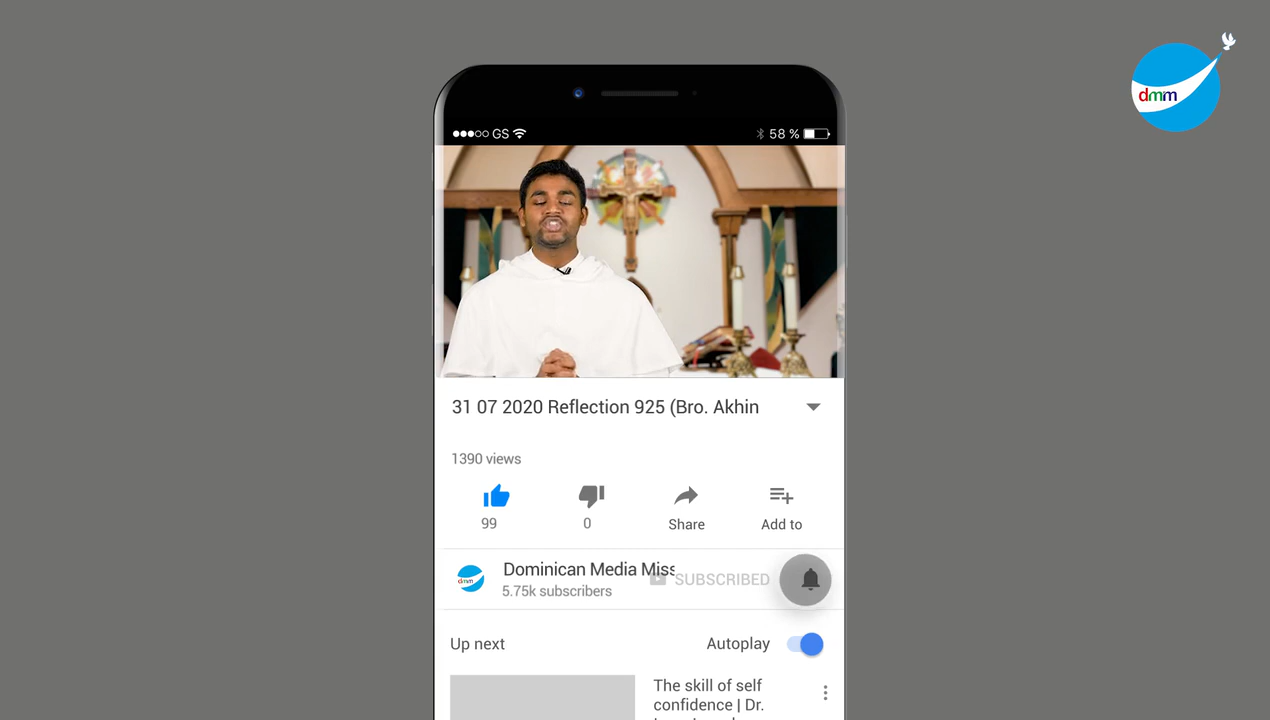 dmm
GS 58 %
31 07 2020 Reflection 925 (Bro. Akhin
1390 views
99 0 Share Add to
Dominican Media Miss
SUBSCRIBED
5.75k subscribers
dmm
Up next Autoplay
The skill of self
confidence | Dr.